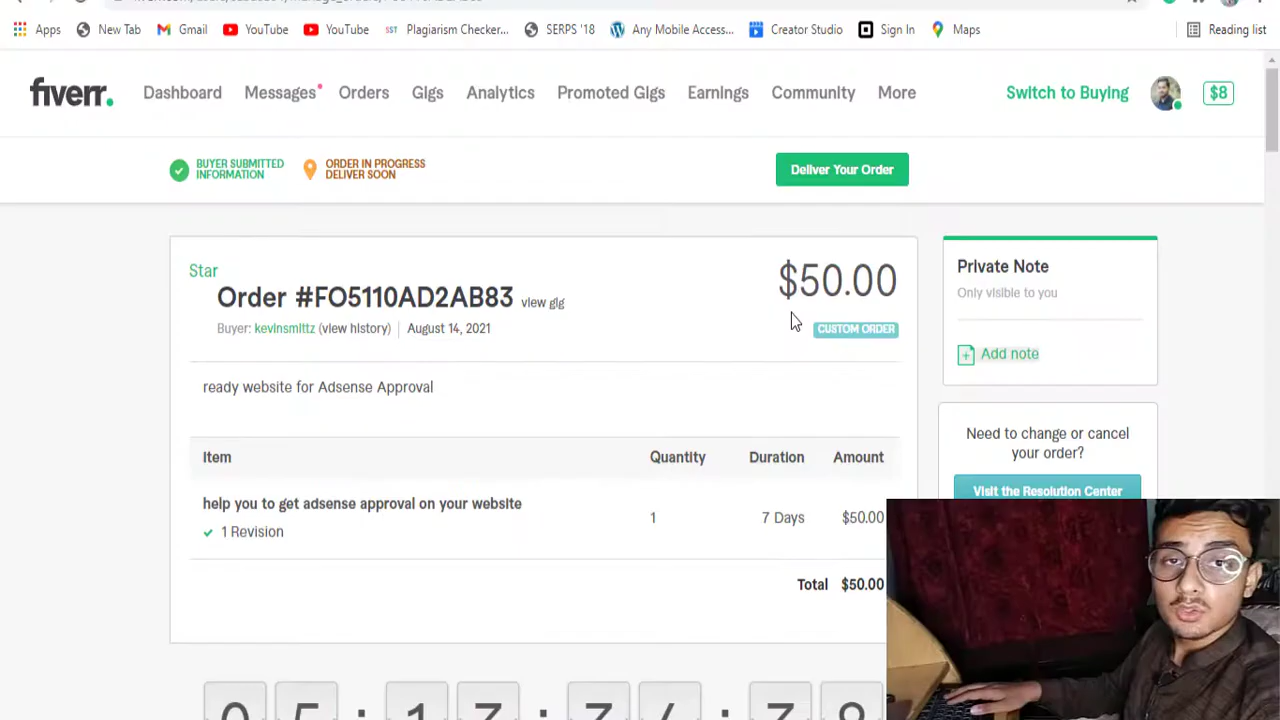 Apps New Tab Gmail YouTube YouTube SST Plagiarism Checker... SERPS '18 Any Mobile Access... Creator Studio Sign In Maps Reading list
fiverr. Dashboard Messages Orders Gigs Analytics Promoted Gigs Earnings Community More Switch to Buying $8
BUYER SUBMITTED
INFORMATION
ORDER IN PROGRESS
DELIVER SOON
Deliver Your Order
Star
Order #FO5110AD2AB83 view gig
Buyer: kevinsmittz (view history) | August 14, 2021
$50.00
CUSTOM ORDER
ready website for Adsense Approval
Item Quantity Duration Amount
help you to get adsense approval on your website 1 7 Days $50.00
1 Revision
Total $50.00
Private Note
Only visible to you
Add note
Need to change or cancel
your order?
Visit the Resolution Center